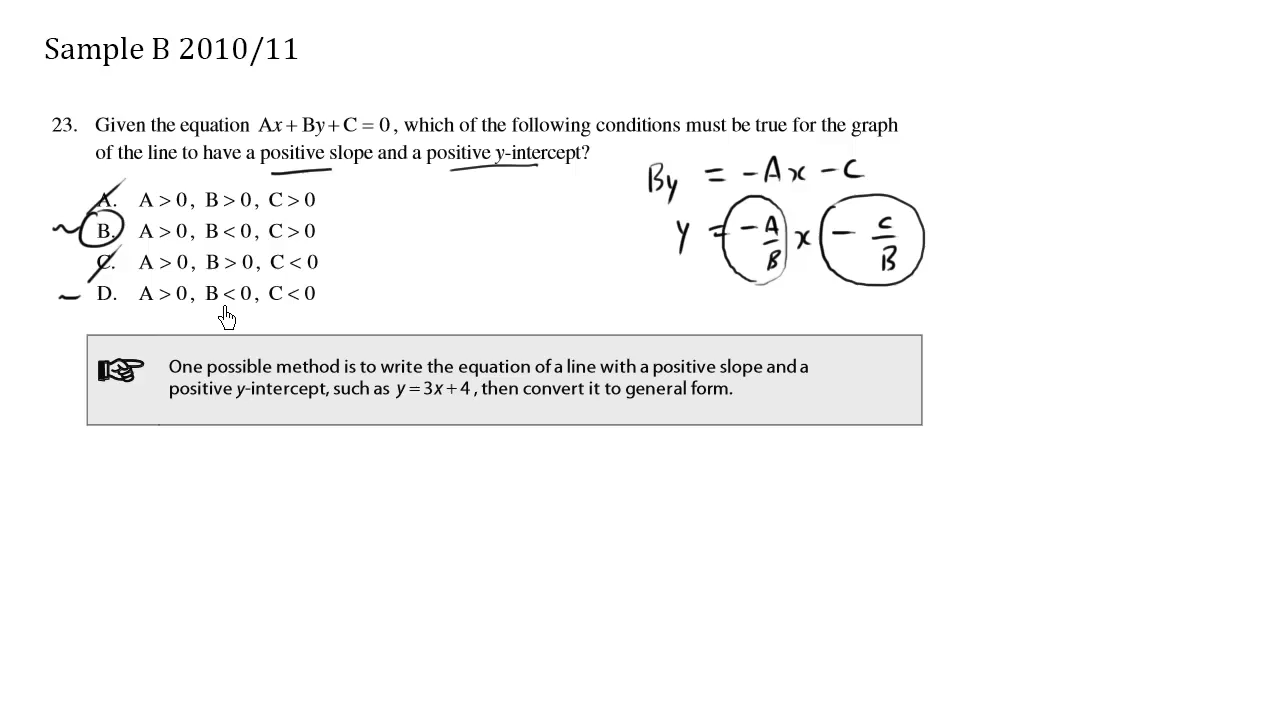 Sample B 2010/11
23. Given the equation Ax + By + C = 0, which of the following conditions must be true for the graph
of the line to have a positive slope and a positive y-intercept?
By = -Ax - C
A. A > 0, B > 0, C > 0
B. A > 0, B < 0, C > 0
y = -A/B x - C/B
C. A > 0, B > 0, C < 0
D. A > 0, B < 0, C < 0
One possible method is to write the equation of a line with a positive slope and a
positive y-intercept, such as y = 3x + 4, then convert it to general form.